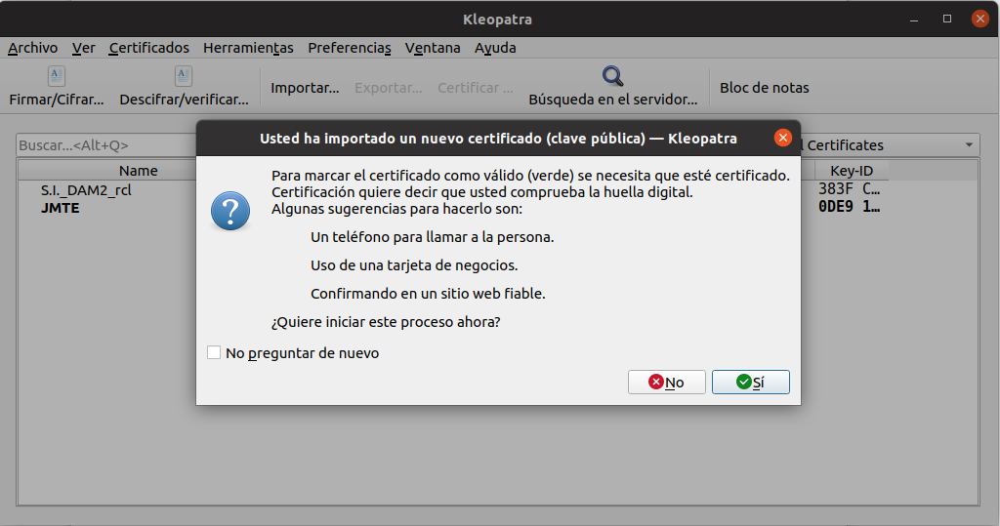 Kleopatra
Archivo Ver Certificados Herramientas Preferencias Ventana Ayuda
Firmar/Cifrar... Descifrar/verificar... Importar... Exportar... Certificar ... Búsqueda en el servidor... Bloc de notas
Usted ha importado un nuevo certificado (clave pública) — Kleopatra
Buscar...<Alt+Q>
Certificates
Name
Key-ID
S.I._DAM2_rcl
383F C...
JMTE
0DE9 1...
Para marcar el certificado como válido (verde) se necesita que esté certificado.
Certificación quiere decir que usted comprueba la huella digital.
Algunas sugerencias para hacerlo son:
Un teléfono para llamar a la persona.
Uso de una tarjeta de negocios.
Confirmando en un sitio web fiable.
¿Quiere iniciar este proceso ahora?
No preguntar de nuevo
No
Sí